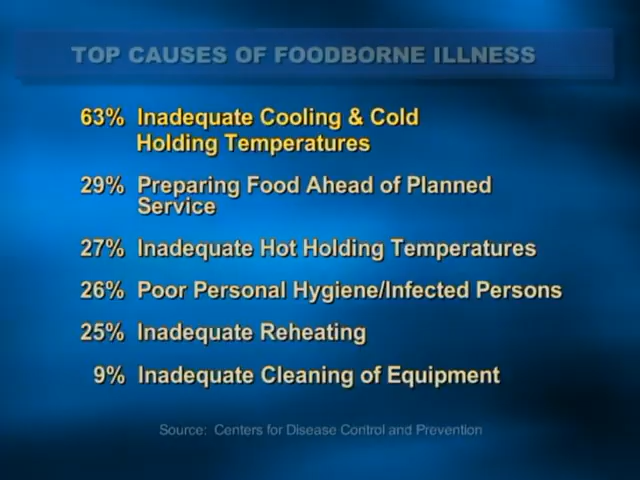 TOP CAUSES OF FOODBORNE ILLNESS
63% Inadequate Cooling & Cold
Holding Temperatures
29% Preparing Food Ahead of Planned
Service
27% Inadequate Hot Holding Temperatures
26% Poor Personal Hygiene/Infected Persons
25% Inadequate Reheating
9% Inadequate Cleaning of Equipment
Source: Centers for Disease Control and Prevention